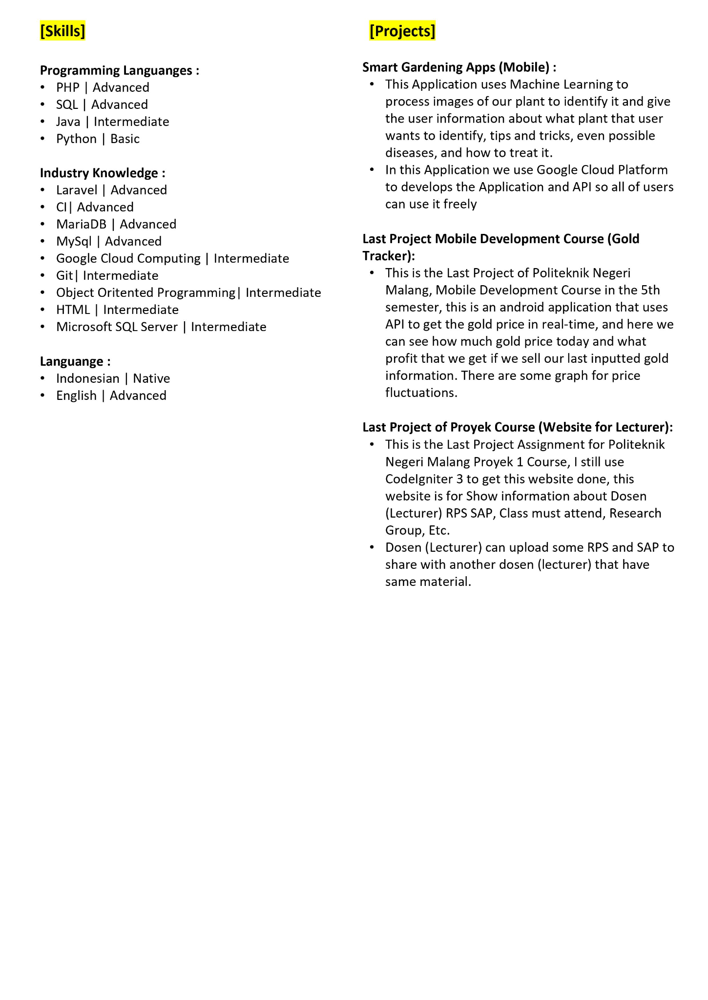 [Skills]
Programming Languanges :
• PHP | Advanced
• SQL | Advanced
• Java | Intermediate
• Python | Basic
Industry Knowledge :
• Laravel | Advanced
• CI| Advanced
• MariaDB | Advanced
• MySql | Advanced
• Google Cloud Computing | Intermediate
• Git| Intermediate
• Object Oritented Programming| Intermediate
• HTML | Intermediate
• Microsoft SQL Server | Intermediate
Languange :
• Indonesian | Native
• English | Advanced
[Projects]
Smart Gardening Apps (Mobile) :
• This Application uses Machine Learning to
process images of our plant to identify it and give
the user information about what plant that user
wants to identify, tips and tricks, even possible
diseases, and how to treat it.
• In this Application we use Google Cloud Platform
to develops the Application and API so all of users
can use it freely
Last Project Mobile Development Course (Gold
Tracker):
• This is the Last Project of Politeknik Negeri
Malang, Mobile Development Course in the 5th
semester, this is an android application that uses
API to get the gold price in real-time, and here we
can see how much gold price today and what
profit that we get if we sell our last inputted gold
information. There are some graph for price
fluctuations.
Last Project of Proyek Course (Website for Lecturer):
• This is the Last Project Assignment for Politeknik
Negeri Malang Proyek 1 Course, I still use
CodeIgniter 3 to get this website done, this
website is for Show information about Dosen
(Lecturer) RPS SAP, Class must attend, Research
Group, Etc.
• Dosen (Lecturer) can upload some RPS and SAP to
share with another dosen (lecturer) that have
same material.